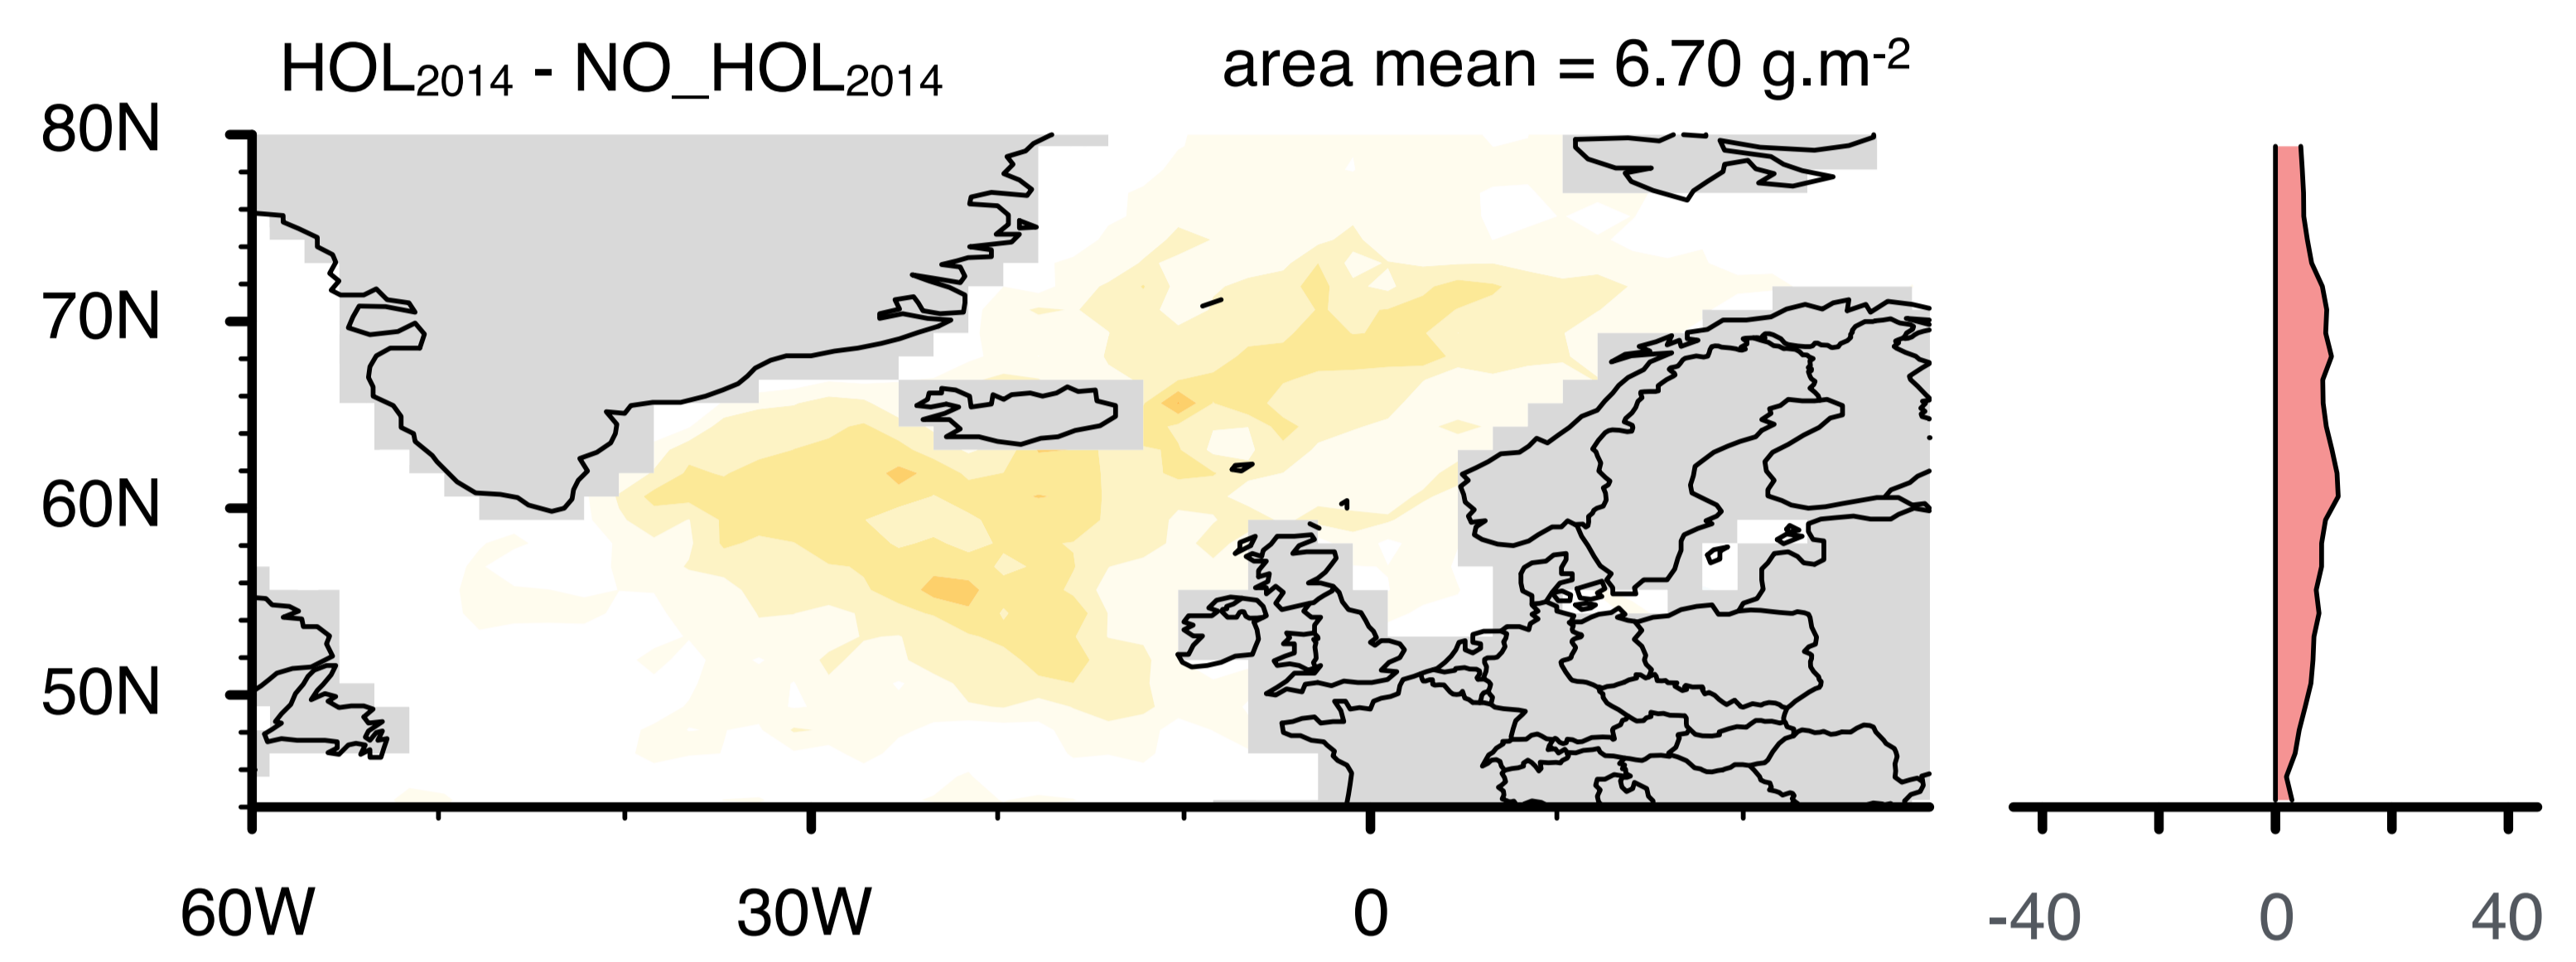 HOL₂₀₁₄ - NO_HOL₂₀₁₄ area mean = 6.70 g.m⁻²
80N
70N
60N
50N
60W 30W 0 -40 0 40